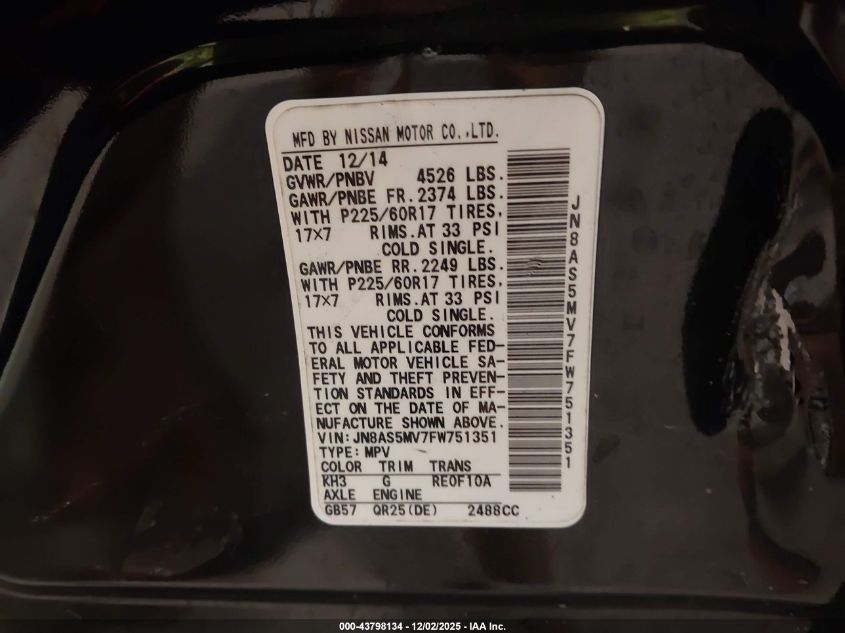 MFD BY NISSAN MOTOR CO.,LTD.
DATE 12/14
GVWR/PNBV 4526 LBS.
GAWR/PNBE FR. 2374 LBS.
WITH P225/60R17 TIRES,
17×7 RIMS.AT 33 PSI
COLD SINGLE.
GAWR/PNBE RR. 2249 LBS.
WITH P225/60R17 TIRES,
17×7 RIMS.AT 33 PSI
COLD SINGLE.
THIS VEHICLE CONFORMS
TO ALL APPLICABLE FED-
ERAL MOTOR VEHICLE SA-
FETY AND THEFT PREVEN-
TION STANDARDS IN EFF-
ECT ON THE DATE OF MA-
NUFACTURE SHOWN ABOVE.
VIN:JN8AS5MV7FW751351
TYPE:MPV
COLOR TRIM TRANS
KH3 G RE0F10A
AXLE ENGINE
GB57 QR25(DE) 2488CC
JN8AS5MV7FW751351
000-43798134 - 12/02/2025 - IAA Inc.